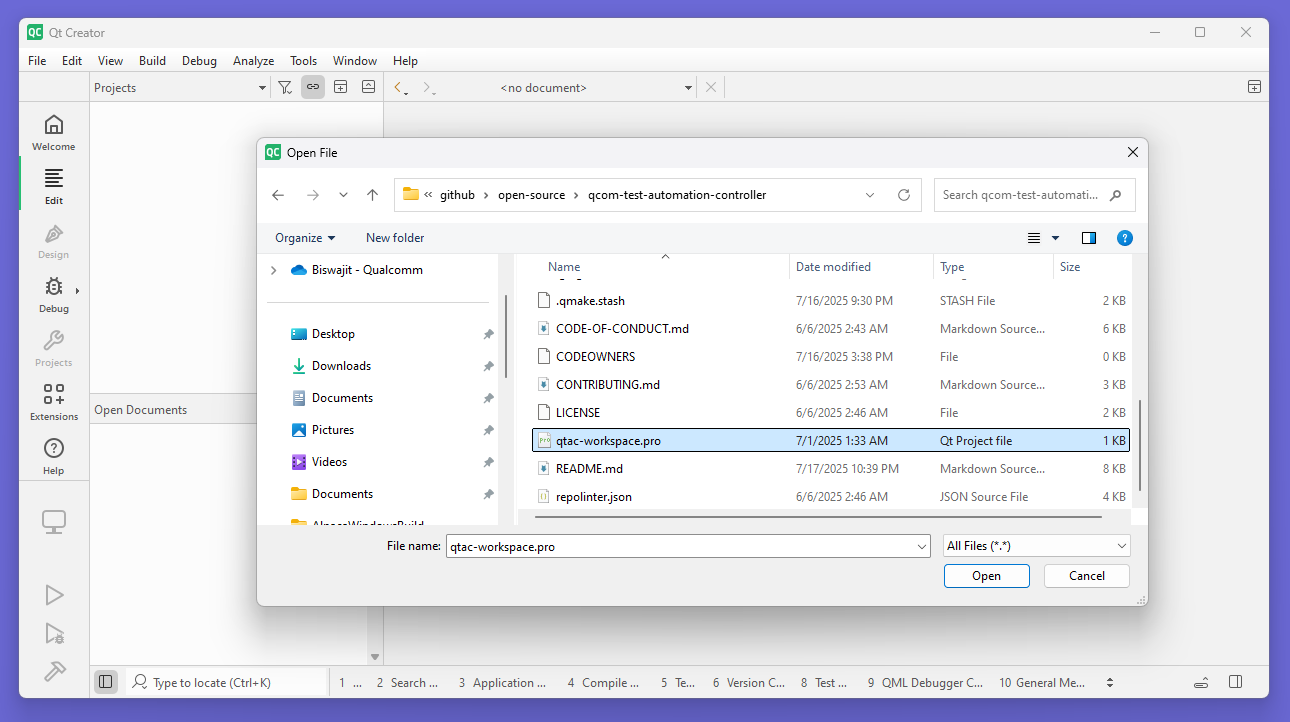 QC Qt Creator
File Edit View Build Debug Analyze Tools Window Help
Projects
<no document>
Welcome
Edit
Design
Debug
Projects
Extensions
Help
Open Documents
QC Open File
« github › open-source › qcom-test-automation-controller
Search qcom-test-automati...
Organize New folder
?
Biswajit - Qualcomm
Desktop
Downloads
Documents
Pictures
Videos
Documents
AlpacaWindowsBuild
Name Date modified Type Size
.qmake.stash 7/16/2025 9:30 PM STASH File 2 KB
CODE-OF-CONDUCT.md 6/6/2025 2:43 AM Markdown Source... 6 KB
CODEOWNERS 7/16/2025 3:38 PM File 0 KB
CONTRIBUTING.md 6/6/2025 2:53 AM Markdown Source... 3 KB
LICENSE 6/6/2025 2:46 AM File 2 KB
qtac-workspace.pro 7/1/2025 1:33 AM Qt Project file 1 KB
README.md 7/17/2025 10:39 PM Markdown Source... 8 KB
repolinter.json 6/6/2025 2:46 AM JSON Source File 4 KB
File name: qtac-workspace.pro All Files (*.*)
Open Cancel
Type to locate (Ctrl+K) 1 ... 2 Search ... 3 Application ... 4 Compile ... 5 Te... 6 Version C... 8 Test ... 9 QML Debugger C... 10 General Me...